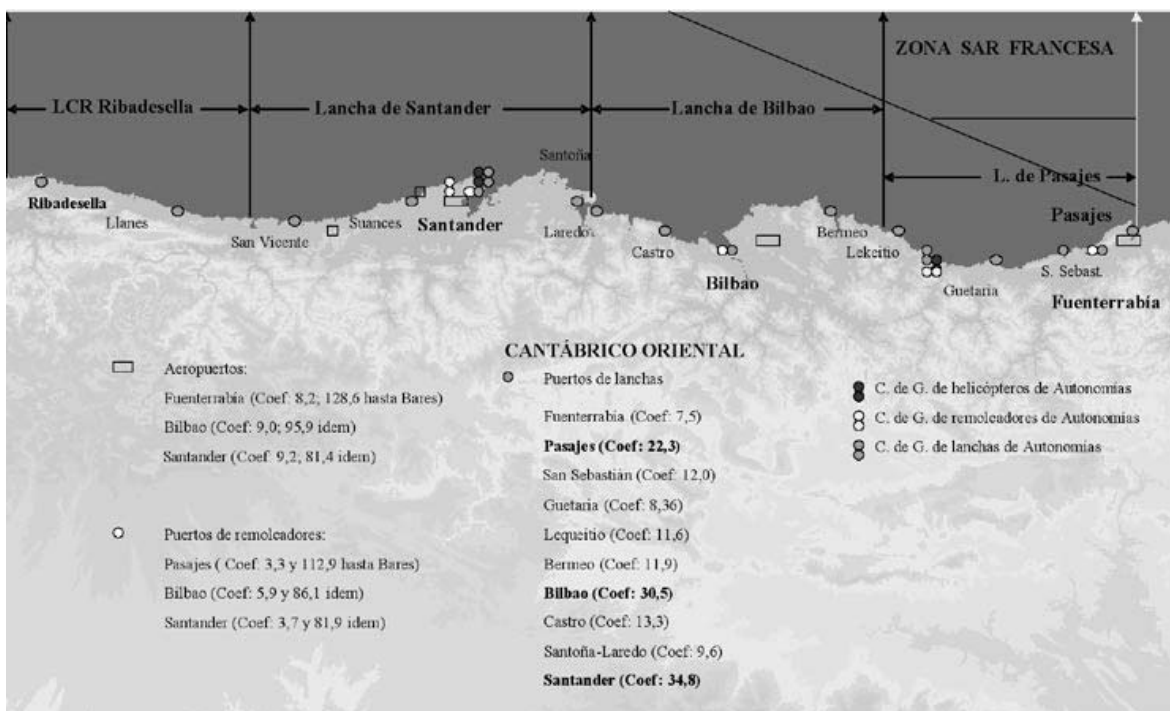 ZONA SAR FRANCESA
LCR Ribadesella
Lancha de Santander
Lancha de Bilbao
L. de Pasajes
Santoña
Ribadesella
Llanes
San Vicente
Suances
Santander
Laredo
Castro
Bilbao
Bermeo
Lekeitio
Guetaria
S. Sebast.
Pasajes
Fuenterrabía
CANTÁBRICO ORIENTAL
Aeropuertos:
Fuenterrabia (Coef: 8,2; 128,6 hasta Bares)
Bilbao (Coef: 9,0; 95,9 idem)
Santander (Coef: 9,2; 81,4 idem)
Puertos de remolcadores:
Pasajes ( Coef: 3,3 y 112,9 hasta Bares)
Bilbao (Coef: 5,9 y 86,1 idem)
Santander (Coef: 3,7 y 81,9 idem)
Puertos de lanchas
Fuenterrabia (Coef: 7,5)
Pasajes (Coef: 22,3)
San Sebastián (Coef: 12,0)
Guetaria (Coef: 8,36)
Lequeitio (Coef: 11,6)
Bermeo (Coef: 11,9)
Bilbao (Coef: 30,5)
Castro (Coef: 13,3)
Santoña-Laredo (Coef: 9,6)
Santander (Coef: 34,8)
C. de G. de helicópteros de Autonomías
C. de G. de remolcadores de Autonomías
C. de G. de lanchas de Autonomías